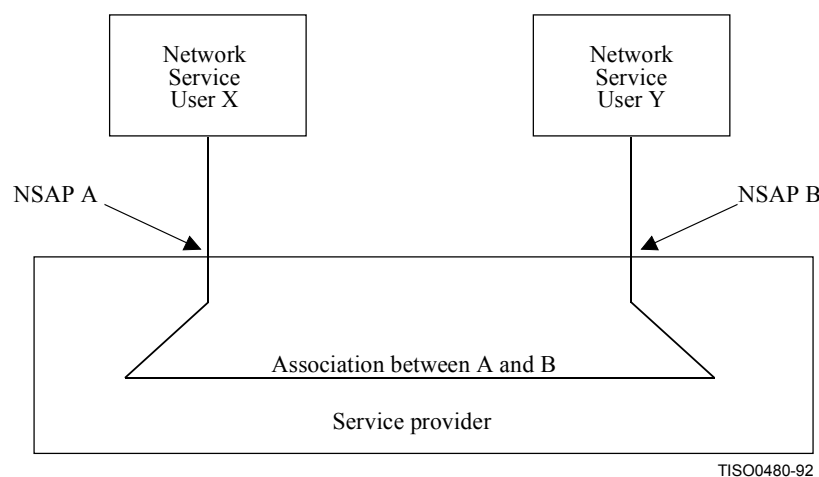 Network
Service
User X
Network
Service
User Y
NSAP A
NSAP B
Association between A and B
Service provider
TISO0480-92